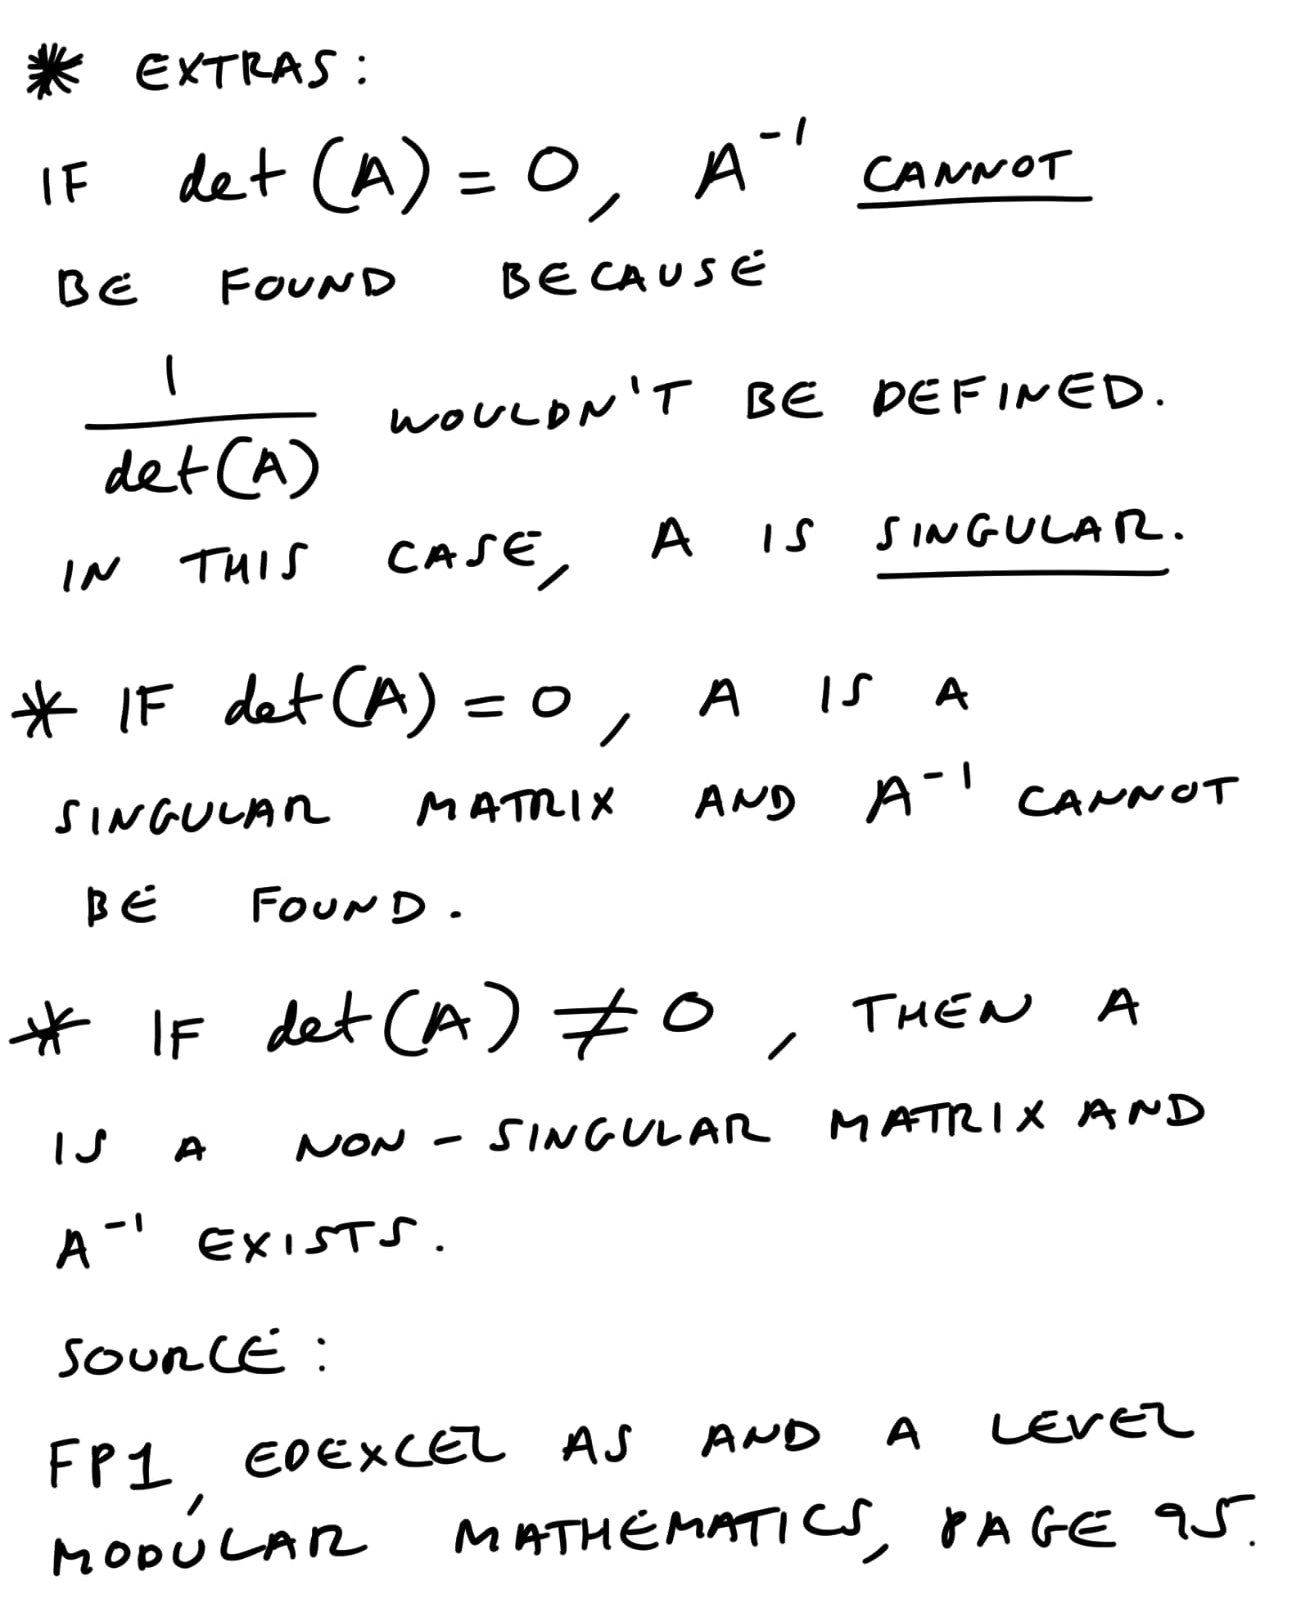 * EXTRAS:
IF det(A) = 0, A⁻¹ CANNOT
BE FOUND BECAUSE
1
det(A)
WOULDN'T BE DEFINED.
IN THIS CASE, A IS SINGULAR.
* IF det(A) = 0, A IS A
SINGULAR MATRIX AND A⁻¹ CANNOT
BE FOUND.
* IF det(A) ≠ 0, THEN A
IS A NON-SINGULAR MATRIX AND
A⁻¹ EXISTS.
SOURCE:
FP1, EDEXCEL AS AND A LEVEL
MODULAR MATHEMATICS, PAGE 95.